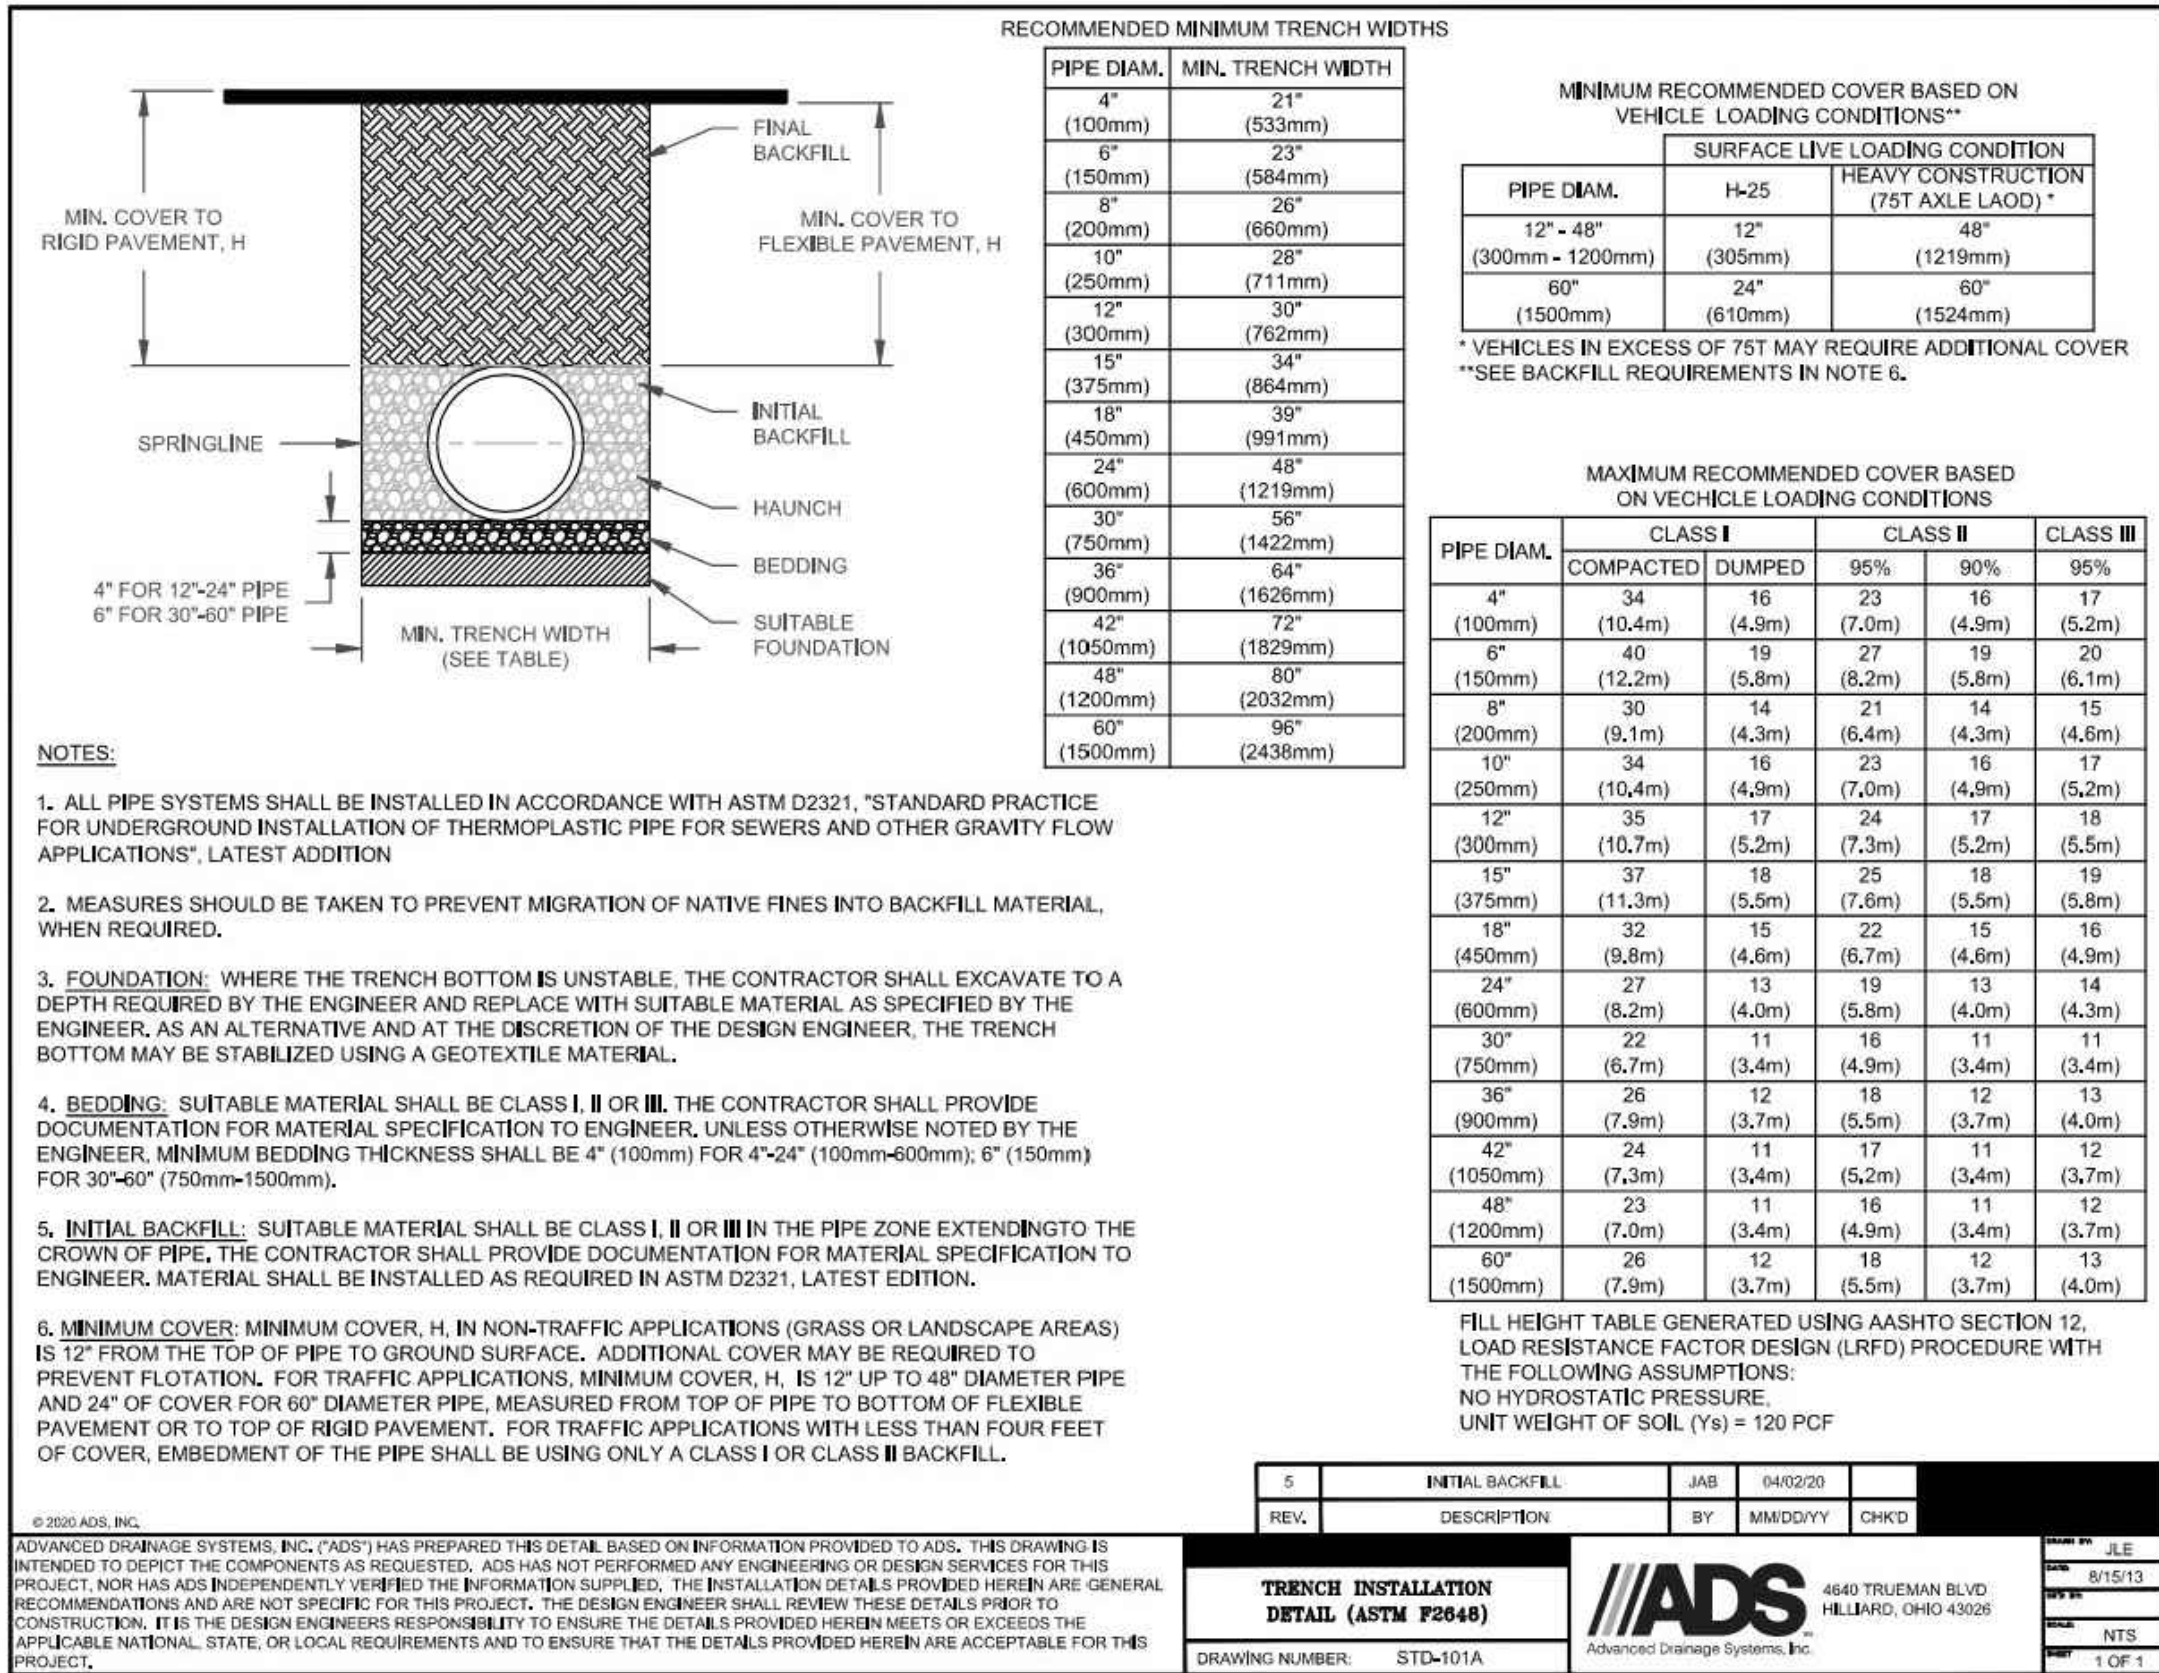 RECOMMENDED MINIMUM TRENCH WIDTHS
PIPE DIAM. MIN. TRENCH WIDTH
4" 21"
(100mm) (533mm)
6" 23"
(150mm) (584mm)
8" 26"
(200mm) (660mm)
10" 28"
(250mm) (711mm)
12" 30"
(300mm) (762mm)
15" 34"
(375mm) (864mm)
18" 39"
(450mm) (991mm)
24" 48"
(600mm) (1219mm)
30" 56"
(750mm) (1422mm)
36" 64"
(900mm) (1626mm)
42" 72"
(1050mm) (1829mm)
48" 80"
(1200mm) (2032mm)
60" 96"
(1500mm) (2438mm)
FINAL
BACKFILL
MIN. COVER TO
RIGID PAVEMENT, H
MIN. COVER TO
FLEXIBLE PAVEMENT, H
INITIAL
BACKFILL
SPRINGLINE
HAUNCH
BEDDING
4" FOR 12"-24" PIPE
6" FOR 30"-60" PIPE
MIN. TRENCH WIDTH
(SEE TABLE)
SUITABLE
FOUNDATION
MINIMUM RECOMMENDED COVER BASED ON
VEHICLE LOADING CONDITIONS**
SURFACE LIVE LOADING CONDITION
PIPE DIAM. H-25 HEAVY CONSTRUCTION
(75T AXLE LAOD) *
12" - 48" 12" 48"
(300mm - 1200mm) (305mm) (1219mm)
60" 24" 60"
(1500mm) (610mm) (1524mm)
* VEHICLES IN EXCESS OF 75T MAY REQUIRE ADDITIONAL COVER
**SEE BACKFILL REQUIREMENTS IN NOTE 6.
MAXIMUM RECOMMENDED COVER BASED
ON VECHICLE LOADING CONDITIONS
PIPE DIAM. CLASS I CLASS II CLASS III
COMPACTED DUMPED 95% 90% 95%
4" 34 16 23 16 17
(100mm) (10.4m) (4.9m) (7.0m) (4.9m) (5.2m)
6" 40 19 27 19 20
(150mm) (12.2m) (5.8m) (8.2m) (5.8m) (6.1m)
8" 30 14 21 14 15
(200mm) (9.1m) (4.3m) (6.4m) (4.3m) (4.6m)
10" 34 16 23 16 17
(250mm) (10.4m) (4.9m) (7.0m) (4.9m) (5.2m)
12" 35 17 24 17 18
(300mm) (10.7m) (5.2m) (7.3m) (5.2m) (5.5m)
15" 37 18 25 18 19
(375mm) (11.3m) (5.5m) (7.6m) (5.5m) (5.8m)
18" 32 15 22 15 16
(450mm) (9.8m) (4.6m) (6.7m) (4.6m) (4.9m)
24" 27 13 19 13 14
(600mm) (8.2m) (4.0m) (5.8m) (4.0m) (4.3m)
30" 22 11 16 11 11
(750mm) (6.7m) (3.4m) (4.9m) (3.4m) (3.4m)
36" 26 12 18 12 13
(900mm) (7.9m) (3.7m) (5.5m) (3.7m) (4.0m)
42" 24 11 17 11 12
(1050mm) (7.3m) (3.4m) (5.2m) (3.4m) (3.7m)
48" 23 11 16 11 12
(1200mm) (7.0m) (3.4m) (4.9m) (3.4m) (3.7m)
60" 26 12 18 12 13
(1500mm) (7.9m) (3.7m) (5.5m) (3.7m) (4.0m)
FILL HEIGHT TABLE GENERATED USING AASHTO SECTION 12,
LOAD RESISTANCE FACTOR DESIGN (LRFD) PROCEDURE WITH
THE FOLLOWING ASSUMPTIONS:
NO HYDROSTATIC PRESSURE,
UNIT WEIGHT OF SOIL (Ys) = 120 PCF
NOTES:
1. ALL PIPE SYSTEMS SHALL BE INSTALLED IN ACCORDANCE WITH ASTM D2321, "STANDARD PRACTICE
FOR UNDERGROUND INSTALLATION OF THERMOPLASTIC PIPE FOR SEWERS AND OTHER GRAVITY FLOW
APPLICATIONS", LATEST ADDITION
2. MEASURES SHOULD BE TAKEN TO PREVENT MIGRATION OF NATIVE FINES INTO BACKFILL MATERIAL,
WHEN REQUIRED.
3. FOUNDATION: WHERE THE TRENCH BOTTOM IS UNSTABLE, THE CONTRACTOR SHALL EXCAVATE TO A
DEPTH REQUIRED BY THE ENGINEER AND REPLACE WITH SUITABLE MATERIAL AS SPECIFIED BY THE
ENGINEER. AS AN ALTERNATIVE AND AT THE DISCRETION OF THE DESIGN ENGINEER, THE TRENCH
BOTTOM MAY BE STABILIZED USING A GEOTEXTILE MATERIAL.
4. BEDDING: SUITABLE MATERIAL SHALL BE CLASS I, II OR III. THE CONTRACTOR SHALL PROVIDE
DOCUMENTATION FOR MATERIAL SPECIFICATION TO ENGINEER. UNLESS OTHERWISE NOTED BY THE
ENGINEER, MINIMUM BEDDING THICKNESS SHALL BE 4" (100mm) FOR 4"-24" (100mm-600mm); 6" (150mm)
FOR 30"-60" (750mm-1500mm).
5. INITIAL BACKFILL: SUITABLE MATERIAL SHALL BE CLASS I, II OR III IN THE PIPE ZONE EXTENDINGTO THE
CROWN OF PIPE. THE CONTRACTOR SHALL PROVIDE DOCUMENTATION FOR MATERIAL SPECIFICATION TO
ENGINEER. MATERIAL SHALL BE INSTALLED AS REQUIRED IN ASTM D2321, LATEST EDITION.
6. MINIMUM COVER: MINIMUM COVER, H, IN NON-TRAFFIC APPLICATIONS (GRASS OR LANDSCAPE AREAS)
IS 12" FROM THE TOP OF PIPE TO GROUND SURFACE. ADDITIONAL COVER MAY BE REQUIRED TO
PREVENT FLOTATION. FOR TRAFFIC APPLICATIONS, MINIMUM COVER, H, IS 12" UP TO 48" DIAMETER PIPE
AND 24" OF COVER FOR 60" DIAMETER PIPE, MEASURED FROM TOP OF PIPE TO BOTTOM OF FLEXIBLE
PAVEMENT OR TO TOP OF RIGID PAVEMENT. FOR TRAFFIC APPLICATIONS WITH LESS THAN FOUR FEET
OF COVER, EMBEDMENT OF THE PIPE SHALL BE USING ONLY A CLASS I OR CLASS II BACKFILL.
5 INITIAL BACKFILL JAB 04/02/20
REV. DESCRIPTION BY MM/DD/YY CHK'D
© 2020 ADS, INC.
ADVANCED DRAINAGE SYSTEMS, INC. ("ADS") HAS PREPARED THIS DETAIL BASED ON INFORMATION PROVIDED TO ADS. THIS DRAWING IS
INTENDED TO DEPICT THE COMPONENTS AS REQUESTED. ADS HAS NOT PERFORMED ANY ENGINEERING OR DESIGN SERVICES FOR THIS
PROJECT, NOR HAS ADS INDEPENDENTLY VERIFIED THE INFORMATION SUPPLIED. THE INSTALLATION DETAILS PROVIDED HEREIN ARE GENERAL
RECOMMENDATIONS AND ARE NOT SPECIFIC FOR THIS PROJECT. THE DESIGN ENGINEER SHALL REVIEW THESE DETAILS PRIOR TO
CONSTRUCTION. IT IS THE DESIGN ENGINEERS RESPONSIBILITY TO ENSURE THE DETAILS PROVIDED HEREIN MEETS OR EXCEEDS THE
APPLICABLE NATIONAL, STATE, OR LOCAL REQUIREMENTS AND TO ENSURE THAT THE DETAILS PROVIDED HEREIN ARE ACCEPTABLE FOR THIS
PROJECT.
TRENCH INSTALLATION
DETAIL (ASTM F2648)
DRAWING NUMBER: STD-101A
ADS
Advanced Drainage Systems, Inc.
4640 TRUEMAN BLVD
HILLIARD, OHIO 43026
JLE
8/15/13
NTS
1 OF 1